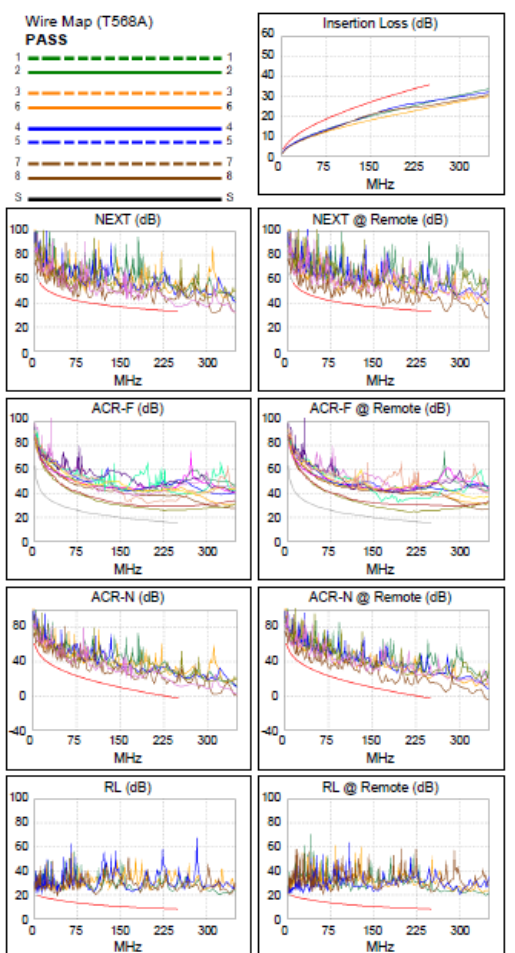 Wire Map (T568A)
PASS
1 1
2 2
3 3
6 6
4 4
5 5
7 7
8 8
S S
Insertion Loss (dB)
60
50
40
30
20
10
0
0 75 150 225 300
MHz
NEXT (dB)
100
80
60
40
20
0
0 75 150 225 300
MHz
NEXT @ Remote (dB)
100
80
60
40
20
0
0 75 150 225 300
MHz
ACR-F (dB)
100
80
60
40
20
0
0 75 150 225 300
MHz
ACR-F @ Remote (dB)
100
80
60
40
20
0
0 75 150 225 300
MHz
ACR-N (dB)
80
40
0
-40
0 75 150 225 300
MHz
ACR-N @ Remote (dB)
80
40
0
-40
0 75 150 225 300
MHz
RL (dB)
100
80
60
40
20
0
0 75 150 225 300
MHz
RL @ Remote (dB)
100
80
60
40
20
0
0 75 150 225 300
MHz